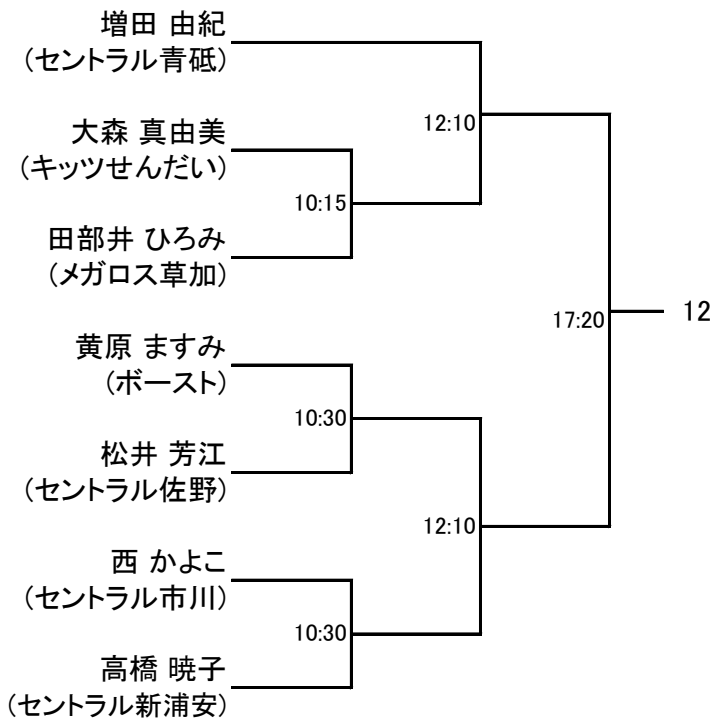 増田 由紀
(セントラル青砥)
12:10
大森 真由美
(キッツせんだい)
10:15
田部井 ひろみ
(メガロス草加)
17:20
12
黄原 ますみ
(ボースト)
10:30
松井 芳江
(セントラル佐野)
12:10
西 かよこ
(セントラル市川)
10:30
高橋 暁子
(セントラル新浦安)